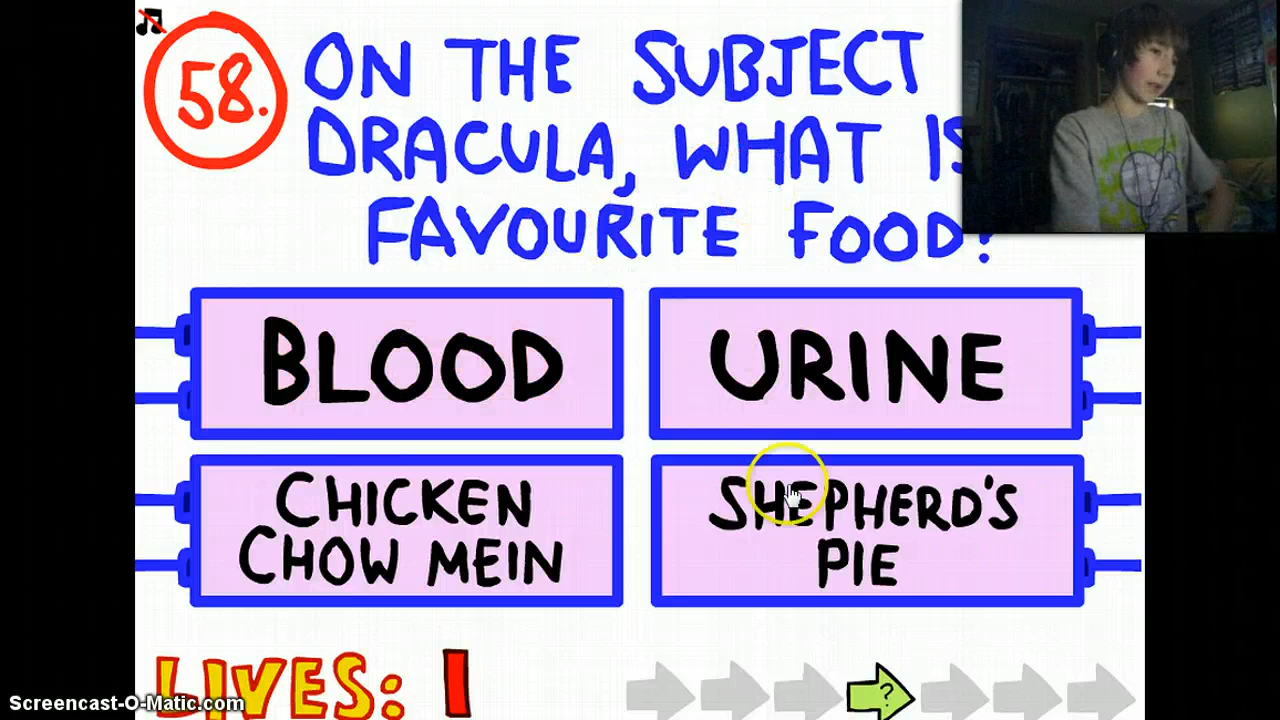 58.
ON THE SUBJECT
DRACULA, WHAT
FAVOURITE FOOD?
BLOOD
URINE
CHICKEN
CHOW MEIN
SHEPHERD'S
PIE
LIVES: 1
?
Screencast-O-Matic.com